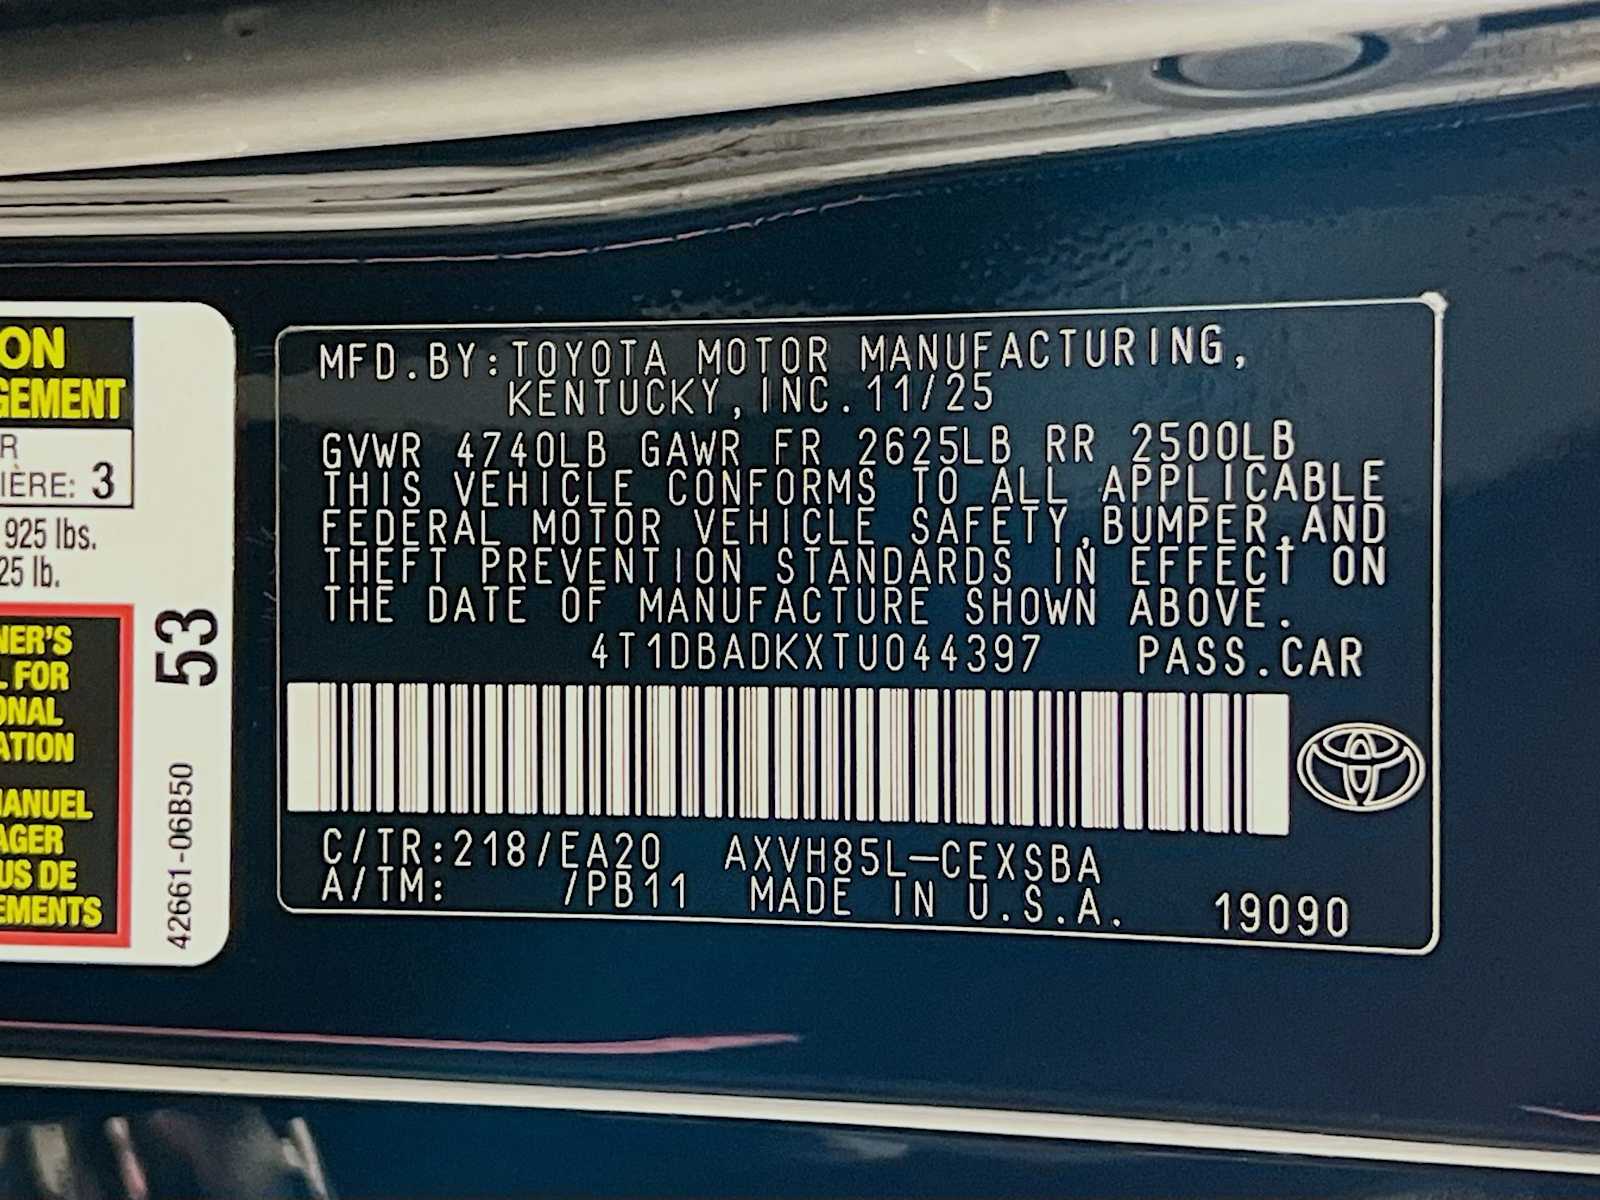 ON
GEMENT
R
IÈRE: 3
925 lbs.
25 lb.
NER'S
L FOR
ONAL
ATION
MANUEL
AGER
US DE
EMENTS
53
42661-06B50
MFD.BY:TOYOTA MOTOR MANUFACTURING,
KENTUCKY,INC.11/25
GVWR 4740LB GAWR FR 2625LB RR 2500LB
THIS VEHICLE CONFORMS TO ALL APPLICABLE
FEDERAL MOTOR VEHICLE SAFETY,BUMPER,AND
THEFT PREVENTION STANDARDS IN EFFECT ON
THE DATE OF MANUFACTURE SHOWN ABOVE.
4T1DBADKXTU044397 PASS.CAR
C/TR:218/EA20 AXVH85L-CEXSBA
A/TM: /PB11 MADE IN U.S.A. 19090